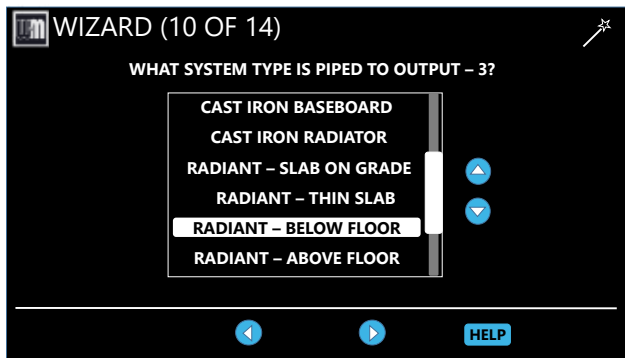 WIZARD (10 OF 14)
WHAT SYSTEM TYPE IS PIPED TO OUTPUT – 3?
CAST IRON BASEBOARD
CAST IRON RADIATOR
RADIANT – SLAB ON GRADE
RADIANT – THIN SLAB
RADIANT – BELOW FLOOR
RADIANT – ABOVE FLOOR
HELP